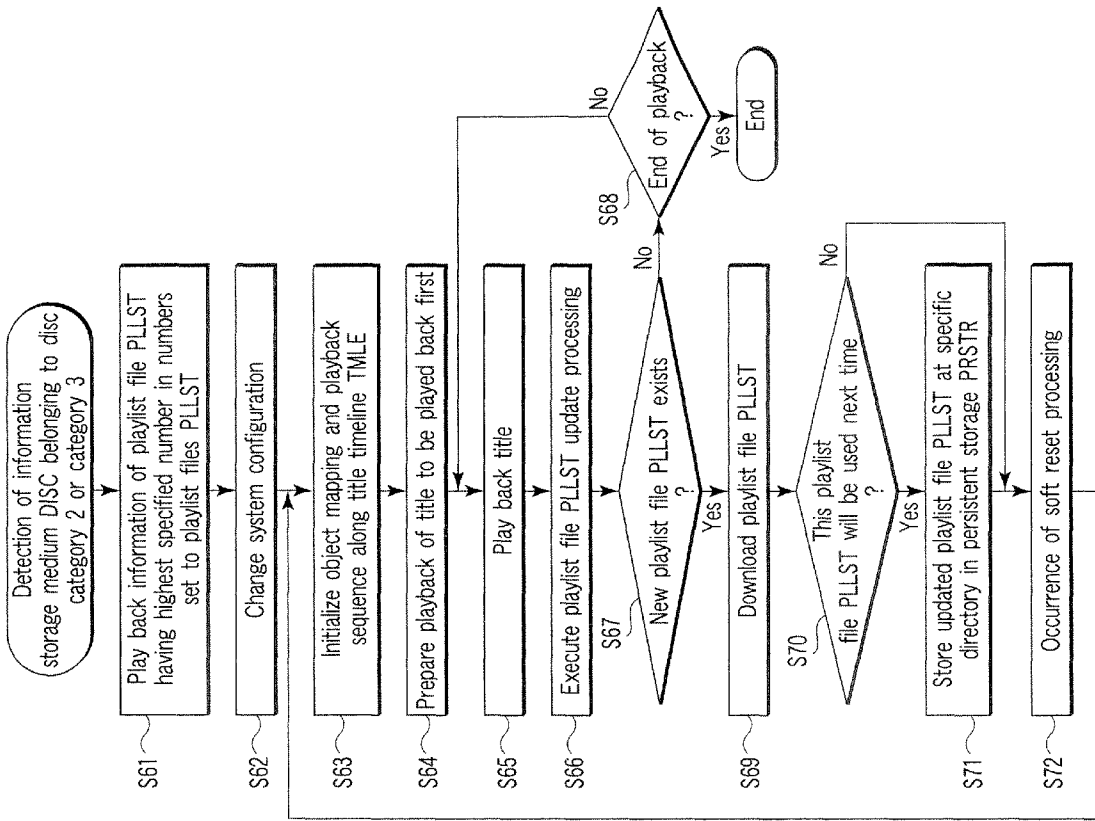 Detection of information
storage medium DISC belonging to disc
category 2 or category 3
S61
Play back information of playlist file PLLST
having highest specified number in numbers
set to playlist files PLLST
S62
Change system configuration
S63
Initialize object mapping and playback
sequence along title timeline TMLE
S64
Prepare playback of title to be played back first
S65
Play back title
S66
Execute playlist file PLLST update processing
S67
New playlist file PLLST exists
?
No
Yes
S68
End of playback
?
No
Yes
End
S69
Download playlist file PLLST
S70
This playlist
file PLLST will be used next time
?
No
Yes
S71
Store updated playlist file PLLST at specific
directory in persistent storage PRSTR
S72
Occurrence of soft reset processing